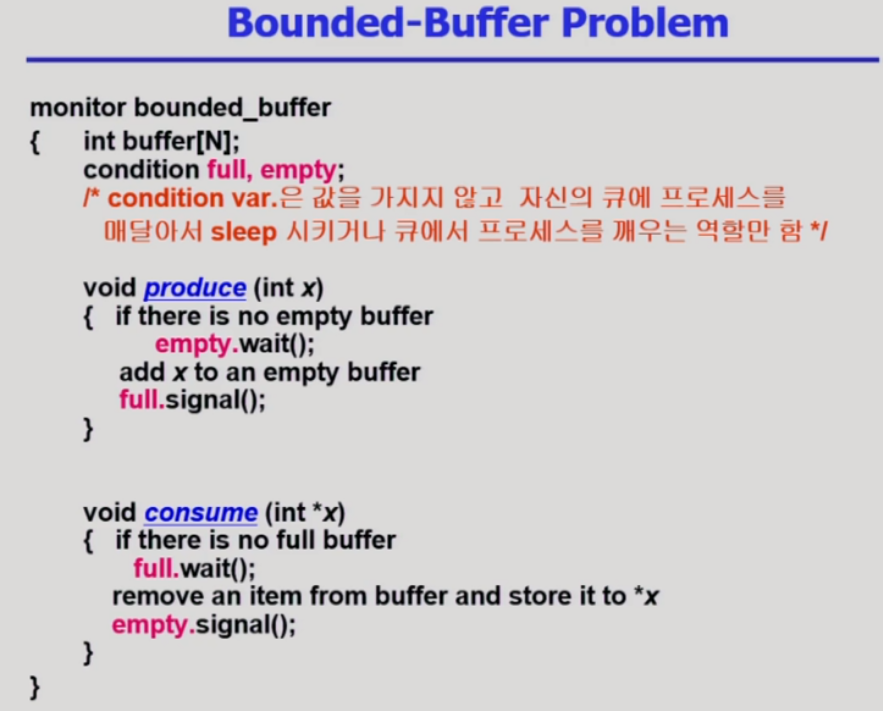 Bounded-Buffer Problem
monitor bounded_buffer
{ int buffer[N];
condition full, empty;
/* condition var.은 값을 가지지 않고 자신의 큐에 프로세스를
매달아서 sleep 시키거나 큐에서 프로세스를 깨우는 역할만 함 */
void produce (int x)
{ if there is no empty buffer
empty.wait();
add x to an empty buffer
full.signal();
}
void consume (int *x)
{ if there is no full buffer
full.wait();
remove an item from buffer and store it to *x
empty.signal();
}
}